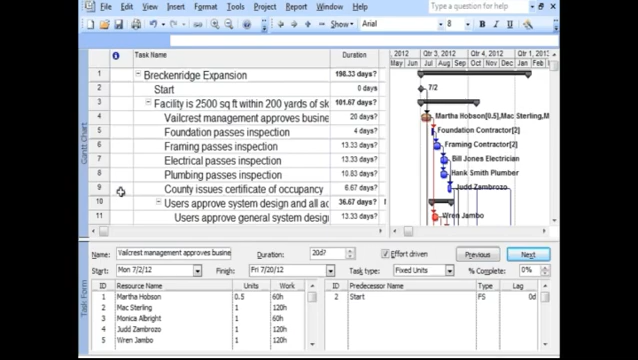 File Edit View Insert Format Tools Project Report Window Help Type a question for help
Show Arial 8 B I U
Task Name Duration , 2012 Qtr 3, 2012 Qtr 4, 2012 Qtr 1, 201
May Jun Jul Aug Sep Oct Nov Dec Jan Feb
1 Breckenridge Expansion 198.33 days?
2 Start 0 days 7/2
3 Facility is 2500 sq ft within 200 yards of sk 101.67 days?
4 Vailcrest management approves busine 20 days? Martha Hobson[0.5],Mac Sterling,M
5 Foundation passes inspection 4 days? Foundation Contractor[2]
6 Framing passes inspection 13.33 days? Framing Contractor[2]
7 Electrical passes inspection 13.33 days? Bill Jones Electrician
8 Plumbing passes inspection 10.83 days? Hank Smith Plumber
9 County issues certificate of occupancy 6.67 days? Judd Zambrozo
10 Users approve system design and all ac 36.67 days?
11 Users approve general system desig 13.33 days? Wren Jambo
Gantt Chart
Name: Vailcrest management approves busine Duration: 20d? Effort driven Previous Next
Start: Mon 7/2/12 Finish: Fri 7/20/12 Task type: Fixed Units % Complete: 0%
ID Resource Name Units Work ID Predecessor Name Type Lag
1 Martha Hobson 0.5 60h 2 Start FS 0d
2 Mac Sterling 1 120h
3 Monica Albright 1 60h
4 Judd Zambrozo 1 120h
5 Wren Jambo 1 120h
Task Form